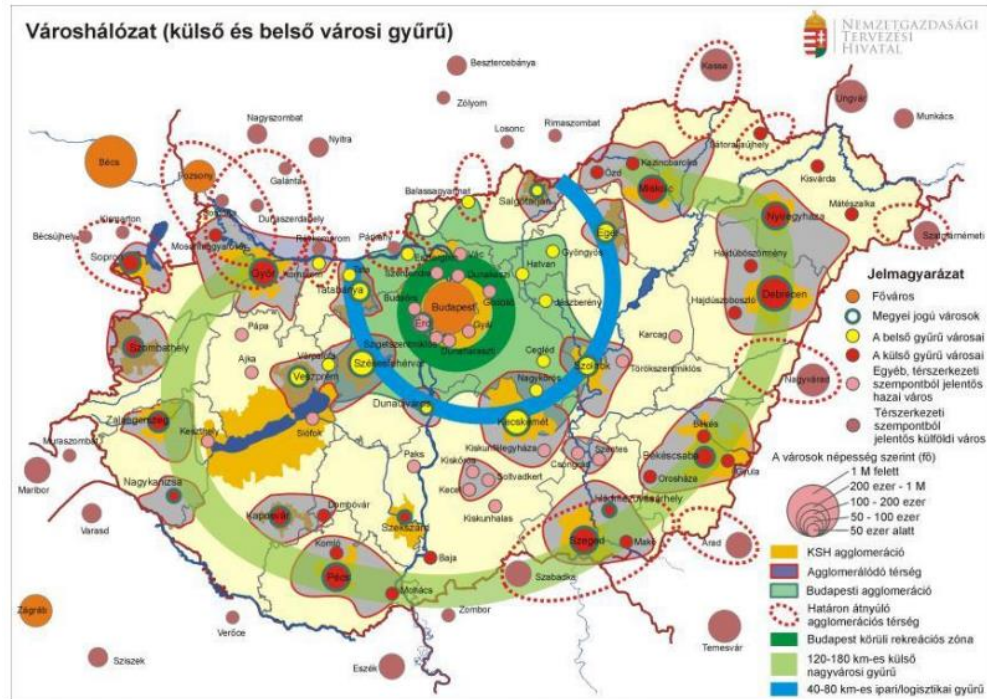 Városhálózat (külső és belső városi gyűrű)
NEMZETGAZDASÁGI
TERVEZÉSI
HIVATAL
Besztercebánya
Kassa
Zólyom
Ungvár
Munkács
Nagyszombat
Nyitra
Losonc
Rimaszombat
Bécs
Pozsony
Galánta
Sátoraljaújhely
Kazincbarcika
Ózd
Kisvárda
Balassagyarmat
Salgótarján
Miskolc
Dunaszerdahely
Kismarton
Bécsújhely
Mosonmagyaróvár
Párkány
Nyíregyháza
Mátészalka
Szatmárnémeti
Sopron
Győr
Komárom
Tata
Esztergom
Vác
Eger
Gyöngyös
Hatvan
Hajdúböszörmény
Szentendre
Dunakeszi
Tatabánya
Budaörs
Gödöllő
Jászberény
Debrecen
Budapest
Hajdúszoboszló
Érd
Gyál
Pápa
Szombathely
Szigetszentmiklós
Dunaharaszti
Karcag
Ajka
Várpalota
Székesfehérvár
Cegléd
Szolnok
Törökszentmiklós
Veszprém
Nagykőrös
Nagyvárad
Zalaegerszeg
Dunaújváros
Kecskemét
Keszthely
Siófok
Muraszombat
Kiskunfélegyháza
Békés
Paks
Kiskőrös
Csongrád
Szentes
Békéscsaba
Gyula
Maribor
Nagykanizsa
Soltvadkert
Orosháza
Kecel
Varasd
Kaposvár
Dombóvár
Hódmezővásárhely
Szekszárd
Kiskunhalas
Komló
Szeged
Makó
Arad
Baja
Pécs
Szabadka
Mohács
Zágráb
Zombor
Verőce
Temesvár
Sziszek
Eszék
Jelmagyarázat
Főváros
Megyei jogú városok
A belső gyűrű városai
A külső gyűrű városai
Egyéb, térszerkezeti
szempontból jelentős
hazai város
Térszerkezeti
szempontból
jelentős külföldi város
A városok népesség szerint (fő)
1 M felett
200 ezer - 1 M
100 - 200 ezer
50 - 100 ezer
50 ezer alatt
KSH agglomeráció
Agglomerálódó térség
Budapesti agglomeráció
Határon átnyúló
agglomerációs térség
Budapest körüli rekreációs zóna
120-180 km-es külső
nagyvárosi gyűrű
40-80 km-es ipari/logisztikai gyűrű